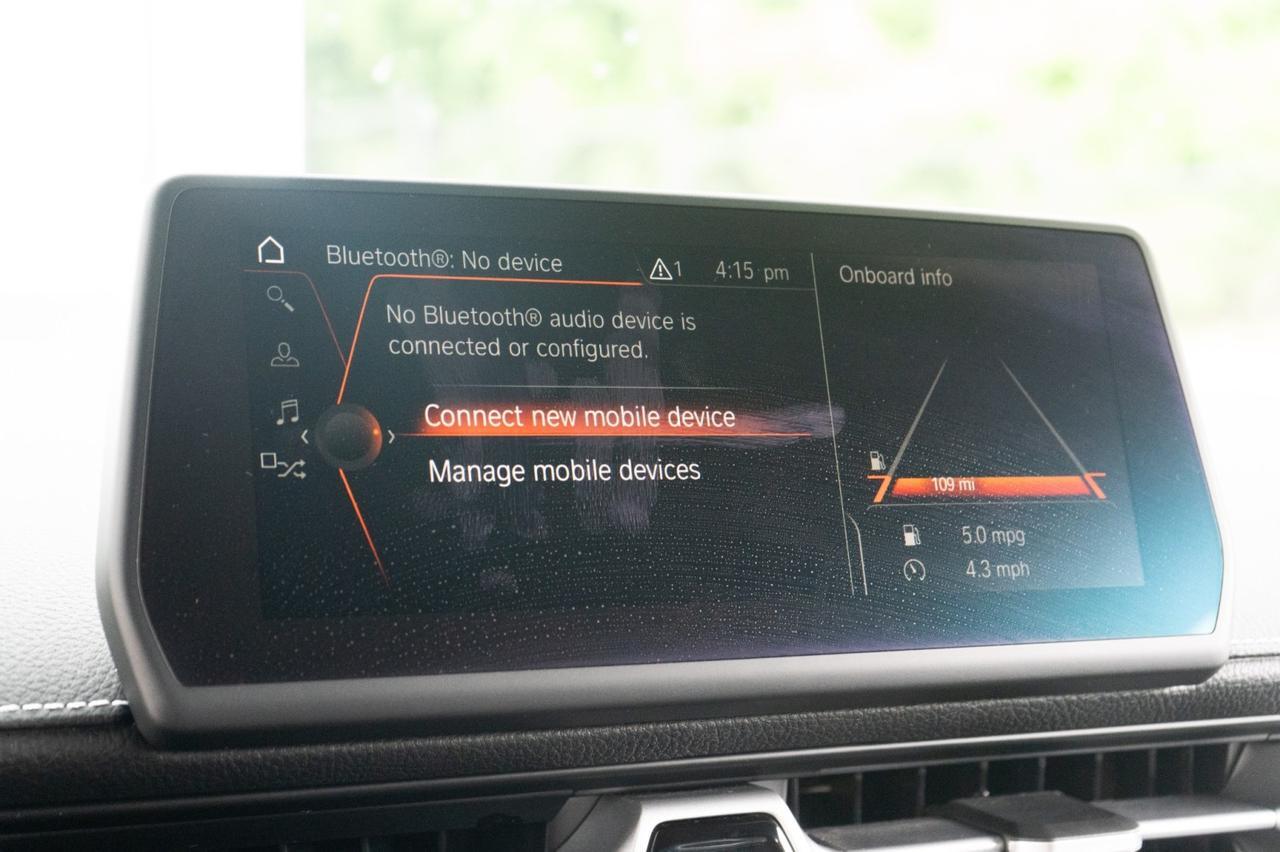 Bluetooth®: No device
1
4:15 pm
Onboard info
No Bluetooth® audio device is
connected or configured.
Connect new mobile device
Manage mobile devices
109 mi
5.0 mpg
4.3 mph